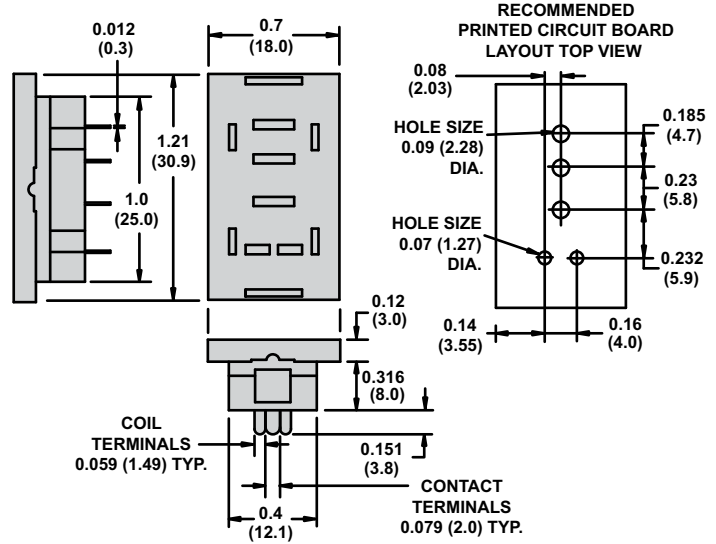 0.012
(0.3)
0.7
(18.0)
RECOMMENDED
PRINTED CIRCUIT BOARD
LAYOUT TOP VIEW
0.08
(2.03)
0.185
(4.7)
HOLE SIZE
0.09 (2.28)
DIA.
1.21
(30.9)
1.0
(25.0)
0.23
(5.8)
HOLE SIZE
0.07 (1.27)
DIA.
0.232
(5.9)
0.12
(3.0)
0.14
(3.55)
0.16
(4.0)
0.316
(8.0)
COIL
TERMINALS
0.059 (1.49) TYP.
0.151
(3.8)
CONTACT
TERMINALS
0.079 (2.0) TYP.
0.4
(12.1)